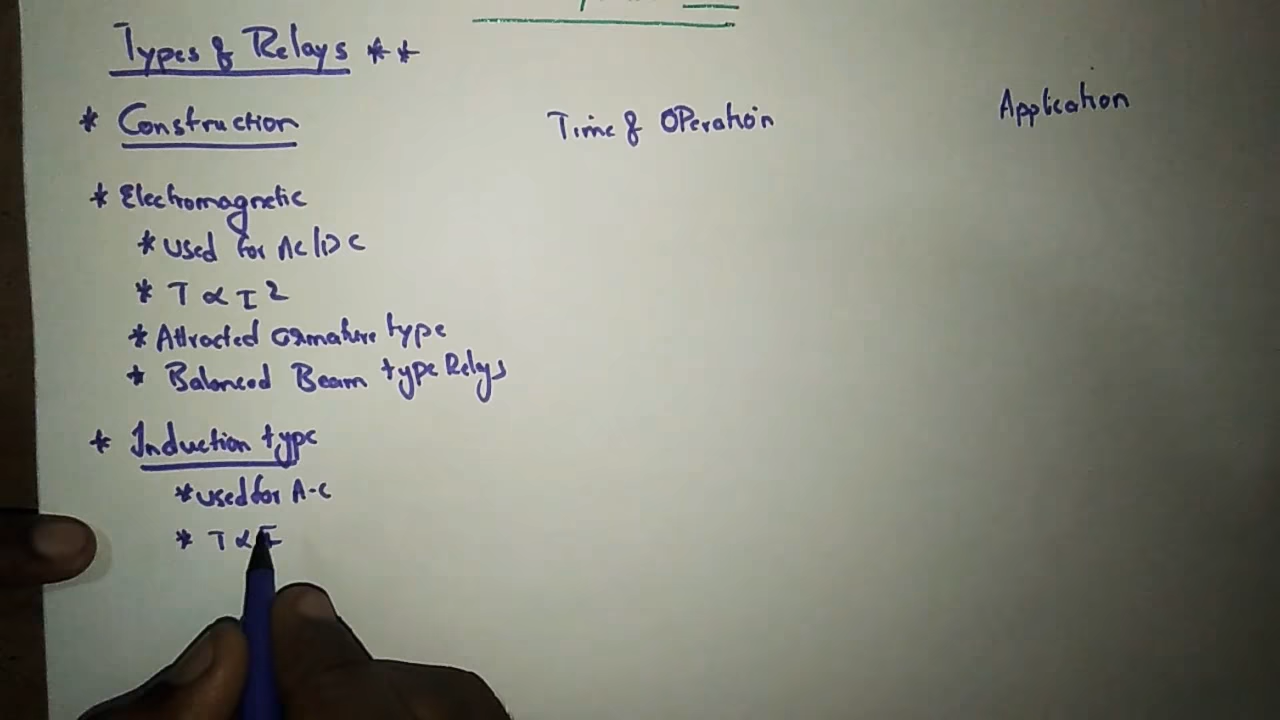 Types of Relays **
* Construction
Time of Operation
Application
* Electromagnetic
* Used for AC/DC
* T ∝ I²
* Attracted armature type
* Balanced Beam type Relys
* Induction type
* used for A-C
* T ∝ I